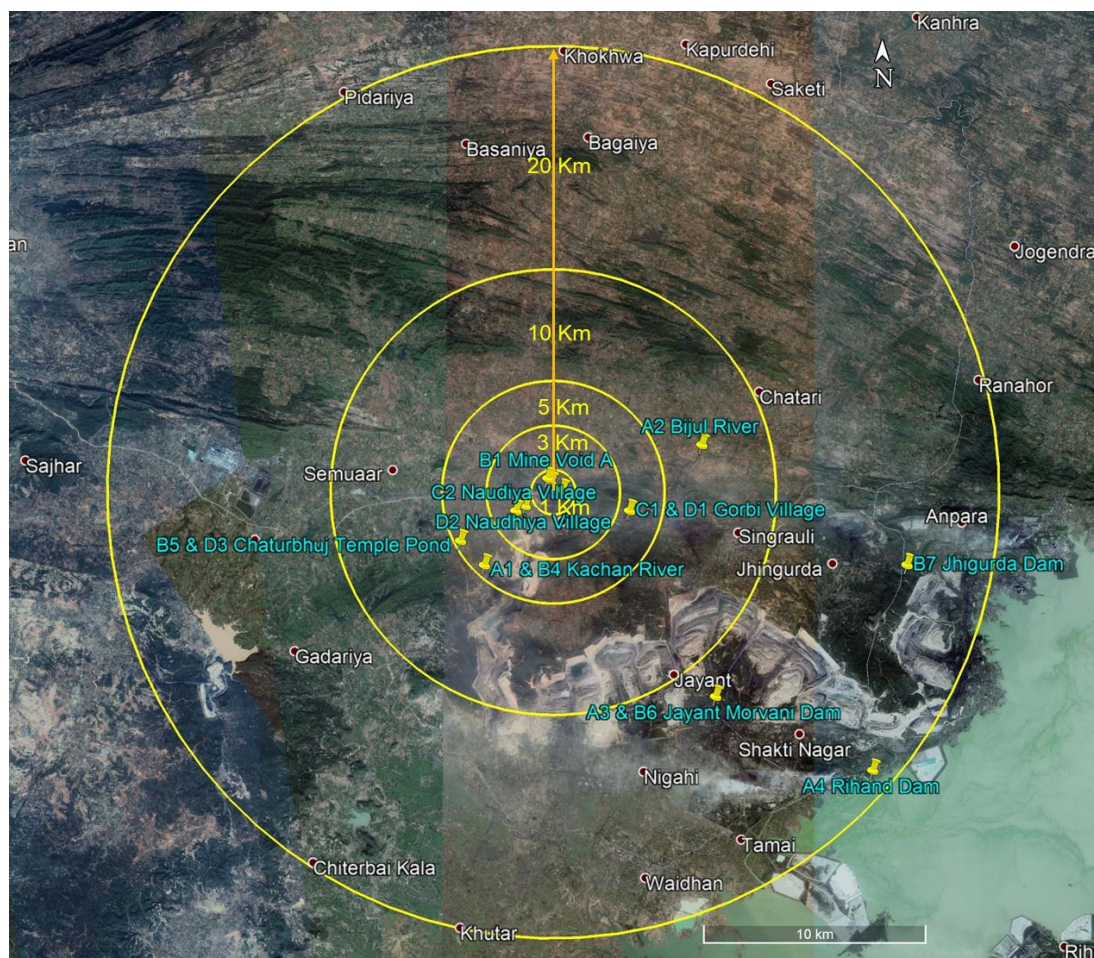 Kanhra
Khokhwa
Kapurdehi
N
Saketi
Pidariya
Basaniya
Bagaiya
20 Km
an
Jogendra
10 Km
Ranahor
Chatari
5 Km
A2 Bijul River
3 Km
B1 Mine Void A
Sajhar
Semuaar
C2 Naudiya Village
1 Km
C1 & D1 Gorbi Village
D2 Naudhiya Village
Anpara
Singrauli
B5 & D3 Chaturbhuj Temple Pond
A1 & B4 Kachan River
Jhingurda
B7 Jhigurda Dam
Gadariya
Jayant
A3 & B6 Jayant Morvani Dam
Shakti Nagar
Nigahi
A4 Rihand Dam
Tamai
Chiterbai Kala
Waidhan
Khutar
10 km
Rih